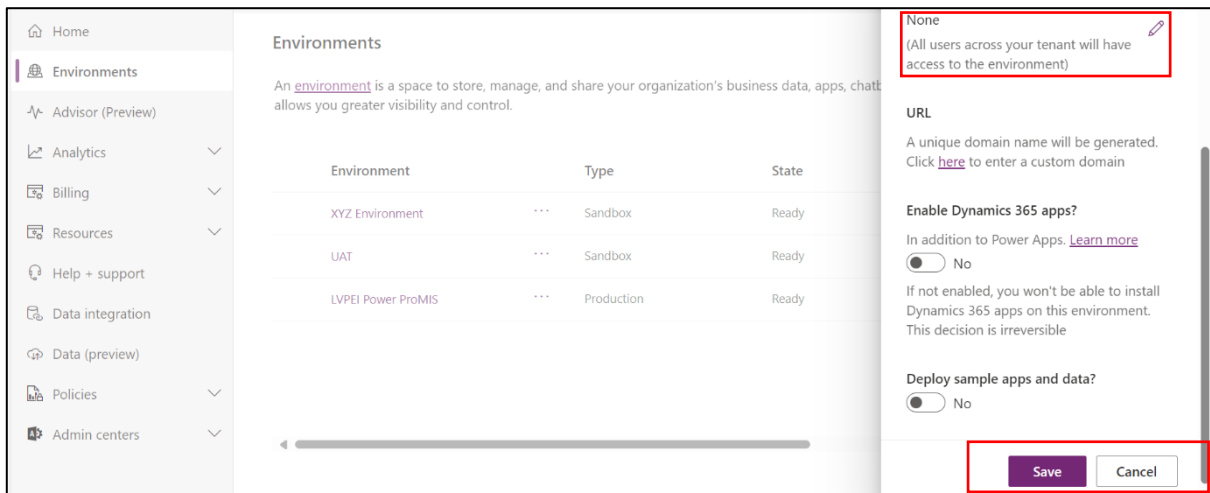 Home
Environments
Advisor (Preview)
Analytics
Billing
Resources
Help + support
Data integration
Data (preview)
Policies
Admin centers
Environments
An environment is a space to store, manage, and share your organization's business data, apps, chatb
allows you greater visibility and control.
Environment Type State
XYZ Environment ... Sandbox Ready
UAT ... Sandbox Ready
LVPEI Power ProMIS ... Production Ready
None
(All users across your tenant will have
access to the environment)
URL
A unique domain name will be generated.
Click here to enter a custom domain
Enable Dynamics 365 apps?
In addition to Power Apps. Learn more
No
If not enabled, you won't be able to install
Dynamics 365 apps on this environment.
This decision is irreversible
Deploy sample apps and data?
No
Save Cancel